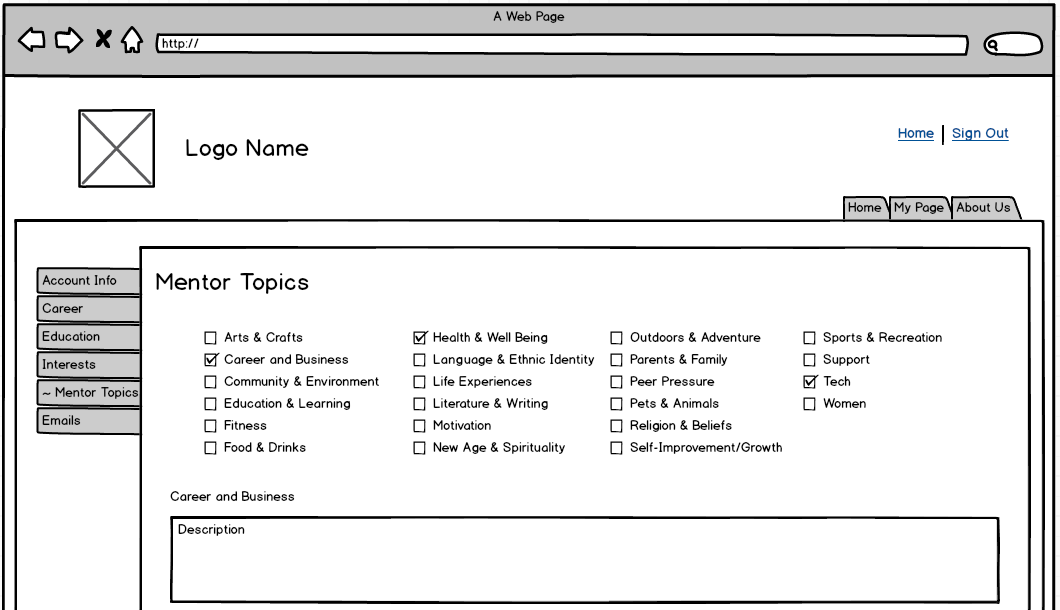 A Web Page
http://
Logo Name
Home Sign Out
Home My Page About Us
Account Info
Career
Education
Interests
~ Mentor Topics
Emails
Mentor Topics
Arts & Crafts
Career and Business
Community & Environment
Education & Learning
Fitness
Food & Drinks
Health & Well Being
Language & Ethnic Identity
Life Experiences
Literature & Writing
Motivation
New Age & Spirituality
Outdoors & Adventure
Parents & Family
Peer Pressure
Pets & Animals
Religion & Beliefs
Self-Improvement/Growth
Sports & Recreation
Support
Tech
Women
Career and Business
Description